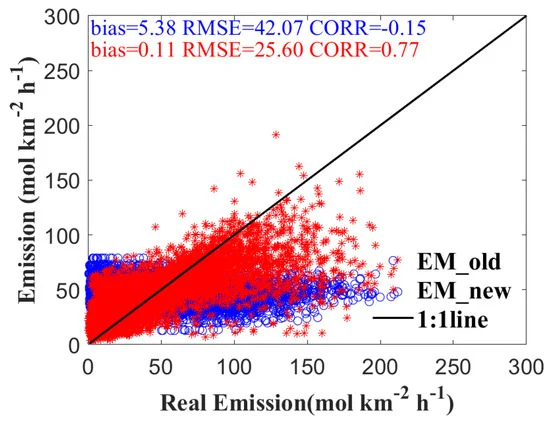 bias=5.38 RMSE=42.07 CORR=-0.15
bias=0.11 RMSE=25.60 CORR=0.77
300
250
200
150
100
50
0
Emission (mol km-2 h-1)
EM_old
EM_new
1:1line
0 50 100 150 200 250 300
Real Emission(mol km-2 h-1)